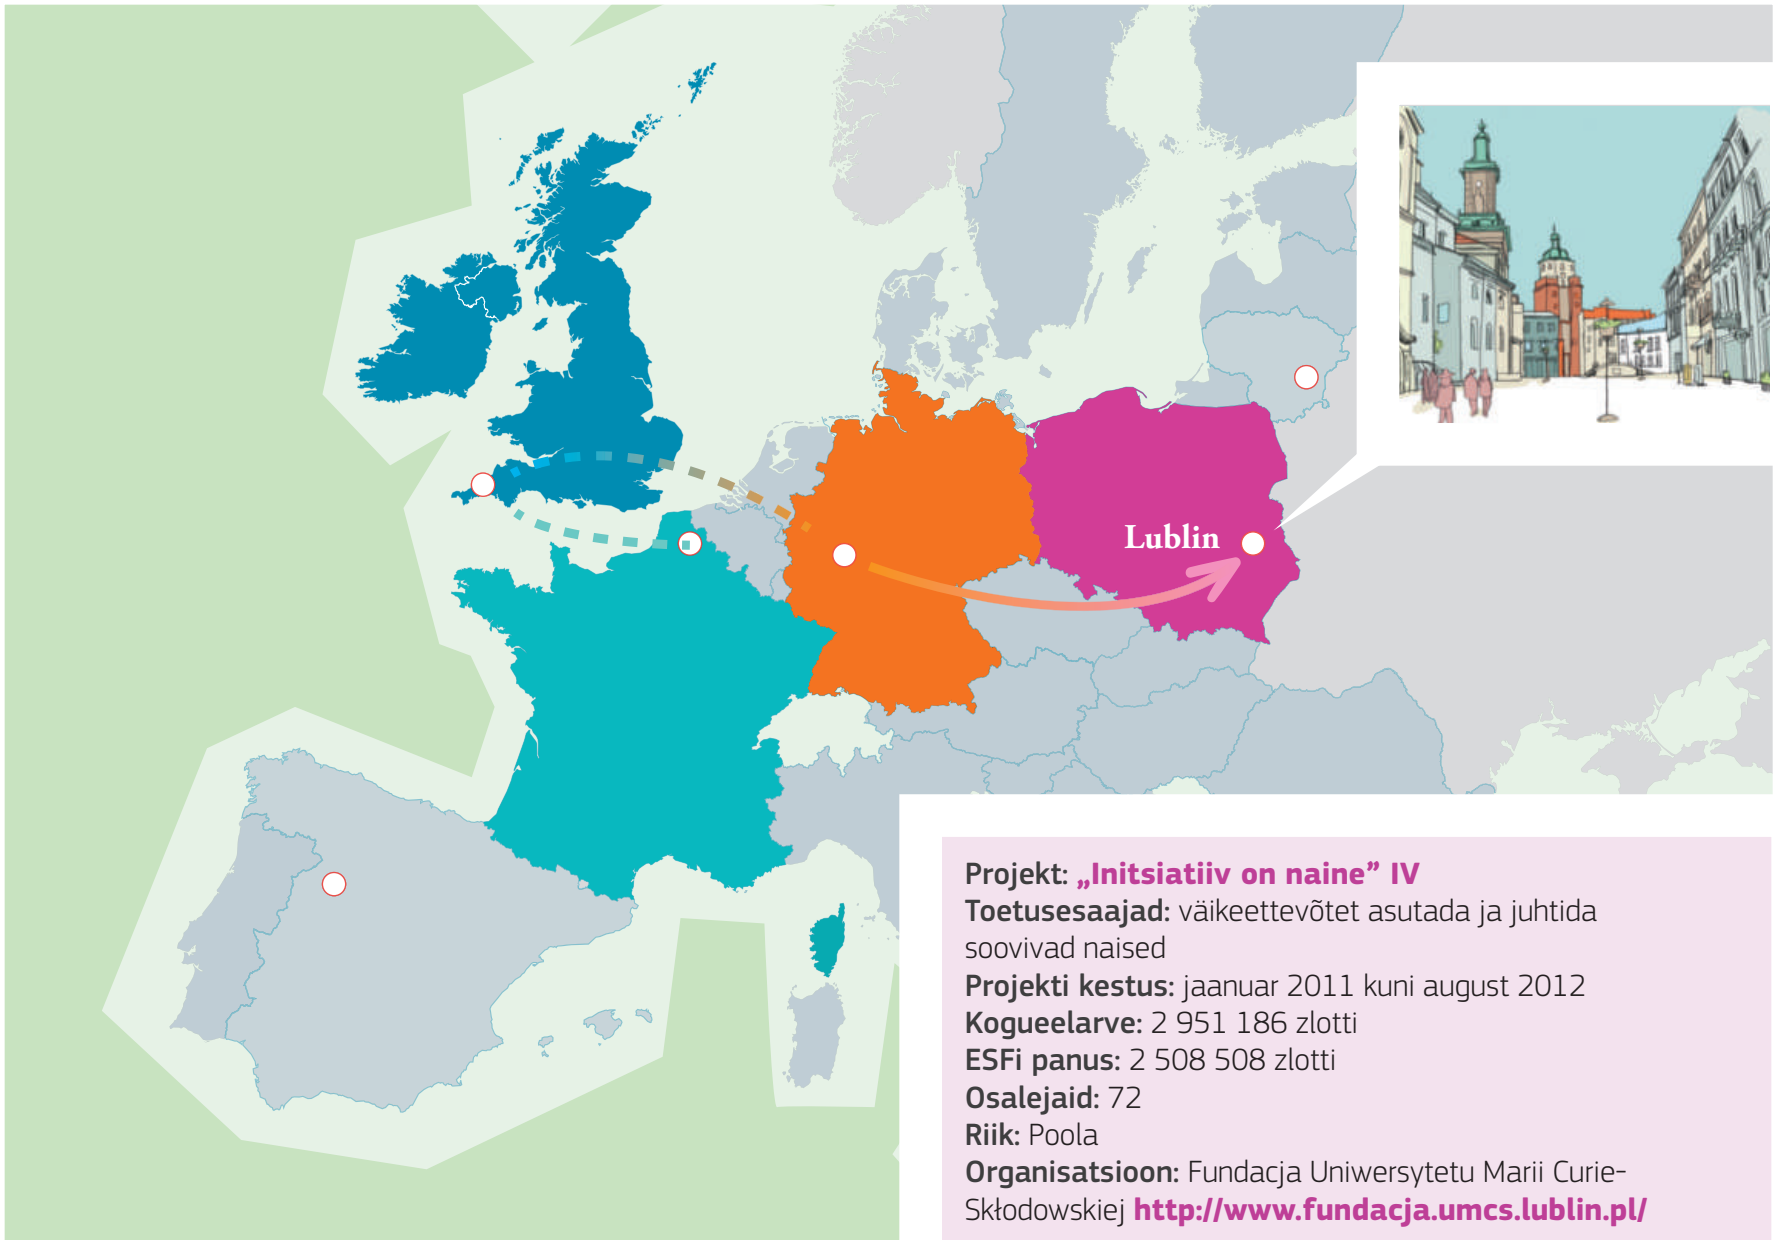 Lublin
Projekt: „Initsiatiiv on naine” IV
Toetusesaajad: väikeettevõtet asutada ja juhtida
soovivad naised
Projekti kestus: jaanuar 2011 kuni august 2012
Kogueelarve: 2 951 186 zlotti
ESFi panus: 2 508 508 zlotti
Osalejaid: 72
Riik: Poola
Organisatsioon: Fundacja Uniwersytetu Marii Curie-
Skłodowskiej http://www.fundacja.umcs.lublin.pl/